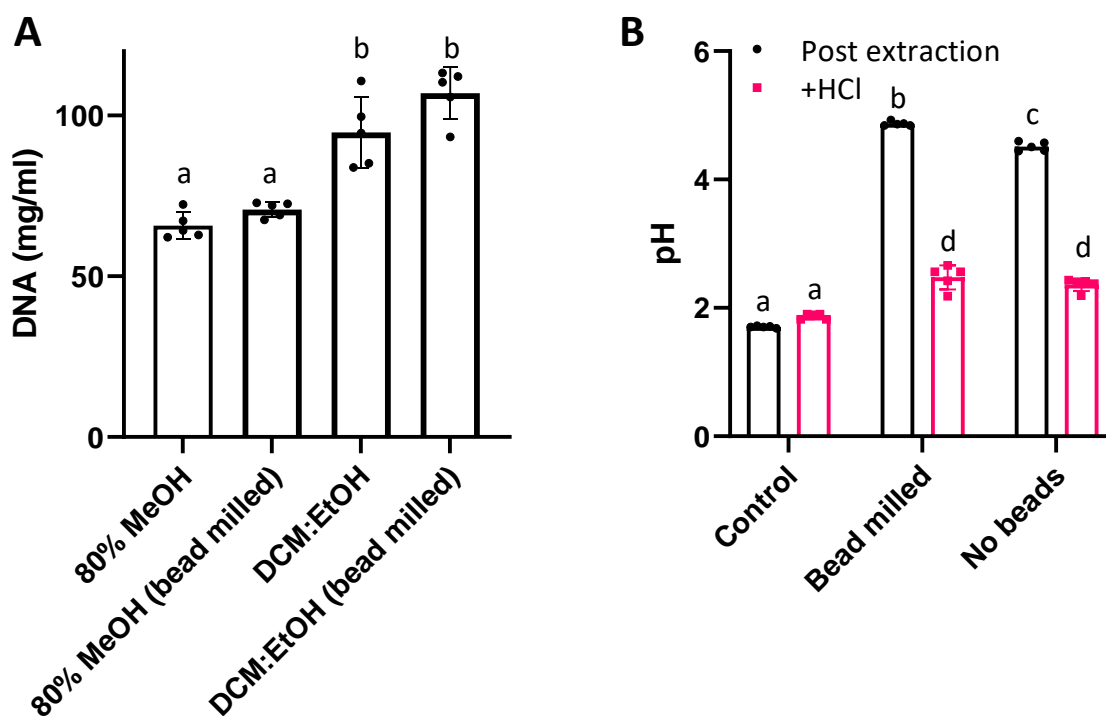 A
DNA (mg/ml)
100
50
0
a
a
b
b
80% MeOH
80% MeOH (bead milled)
DCM:EtOH
DCM:EtOH (bead milled)
B
Post extraction
+HCl
pH
6
4
2
0
a
a
b
d
c
d
Control
Bead milled
No beads